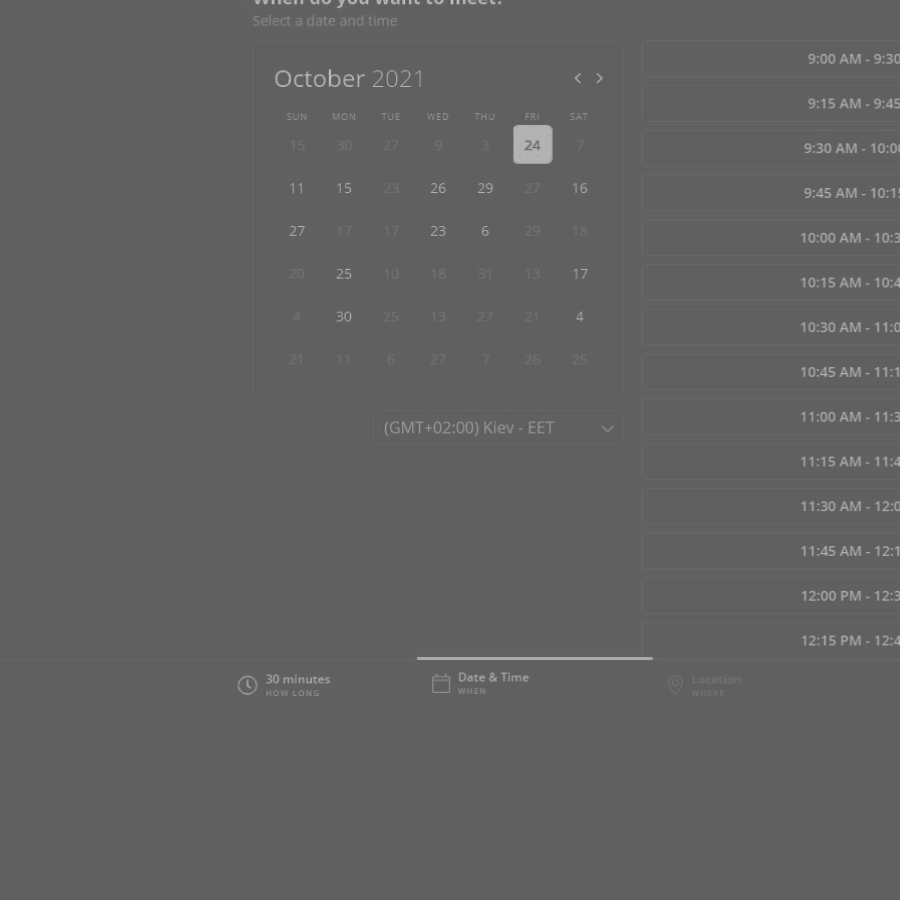 When do you want to meet?
Select a date and time
October 2021
SUN MON TUE WED THU FRI SAT
15 30 27 9 3 24 7
11 15 23 26 29 27 16
27 17 17 23 6 29 18
20 25 10 18 31 13 17
4 30 25 13 27 21 4
21 11 6 27 7 26 25
(GMT+02:00) Kiev - EET
9:00 AM - 9:30
9:15 AM - 9:45
9:30 AM - 10:00
9:45 AM - 10:15
10:00 AM - 10:3
10:15 AM - 10:4
10:30 AM - 11:0
10:45 AM - 11:1
11:00 AM - 11:3
11:15 AM - 11:4
11:30 AM - 12:0
11:45 AM - 12:1
12:00 PM - 12:3
12:15 PM - 12:4
30 minutes
HOW LONG
Date & Time
WHEN
Location
WHERE